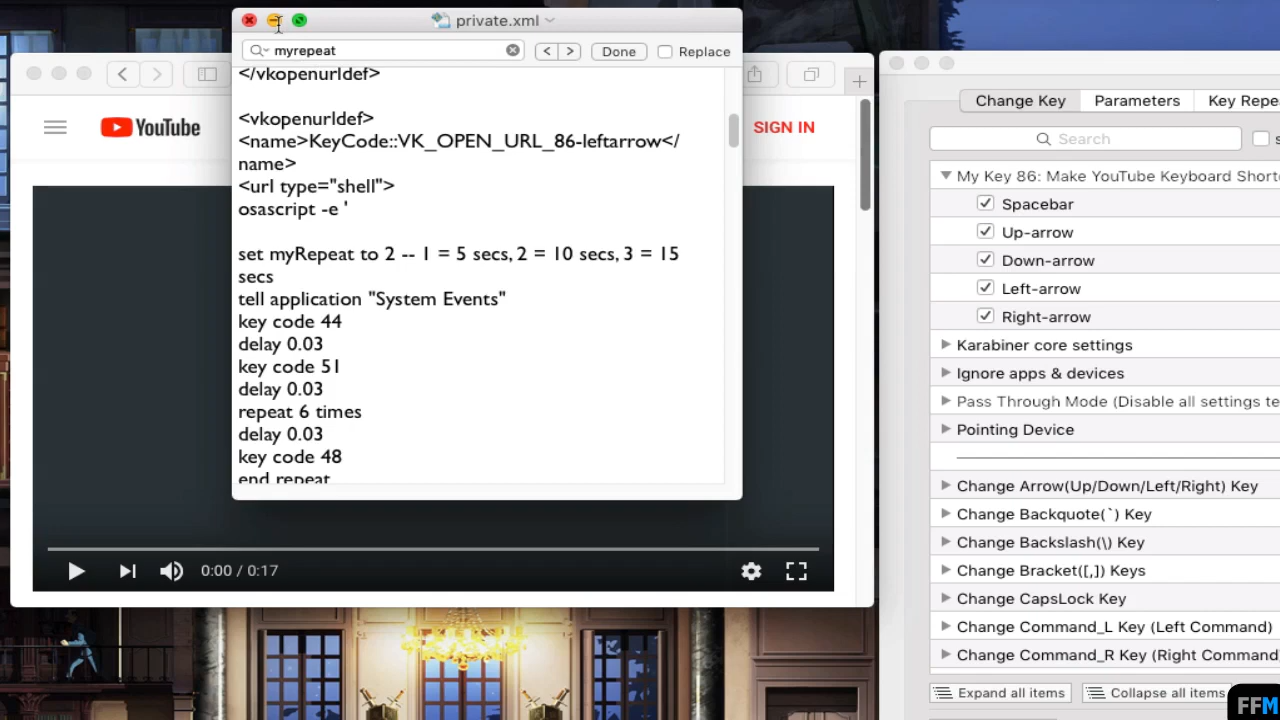 private.xml
myrepeat
Done
Replace
</vkopenurldef>
<vkopenurldef>
<name>KeyCode::VK_OPEN_URL_86-leftarrow</
name>
<url type="shell">
osascript -e '
set myRepeat to 2 -- 1 = 5 secs, 2 = 10 secs, 3 = 15
secs
tell application "System Events"
key code 44
delay 0.03
key code 51
delay 0.03
repeat 6 times
delay 0.03
key code 48
end repeat
YouTube
SIGN IN
0:00 / 0:17
Change Key
Parameters
Key Repe
Search
s
My Key 86: Make YouTube Keyboard Short
Spacebar
Up-arrow
Down-arrow
Left-arrow
Right-arrow
Karabiner core settings
Ignore apps & devices
Pass Through Mode (Disable all settings te
Pointing Device
Change Arrow(Up/Down/Left/Right) Key
Change Backquote(`) Key
Change Backslash(\) Key
Change Bracket([,]) Keys
Change CapsLock Key
Change Command_L Key (Left Command)
Change Command_R Key (Right Command
Expand all items
Collapse all items
FFM